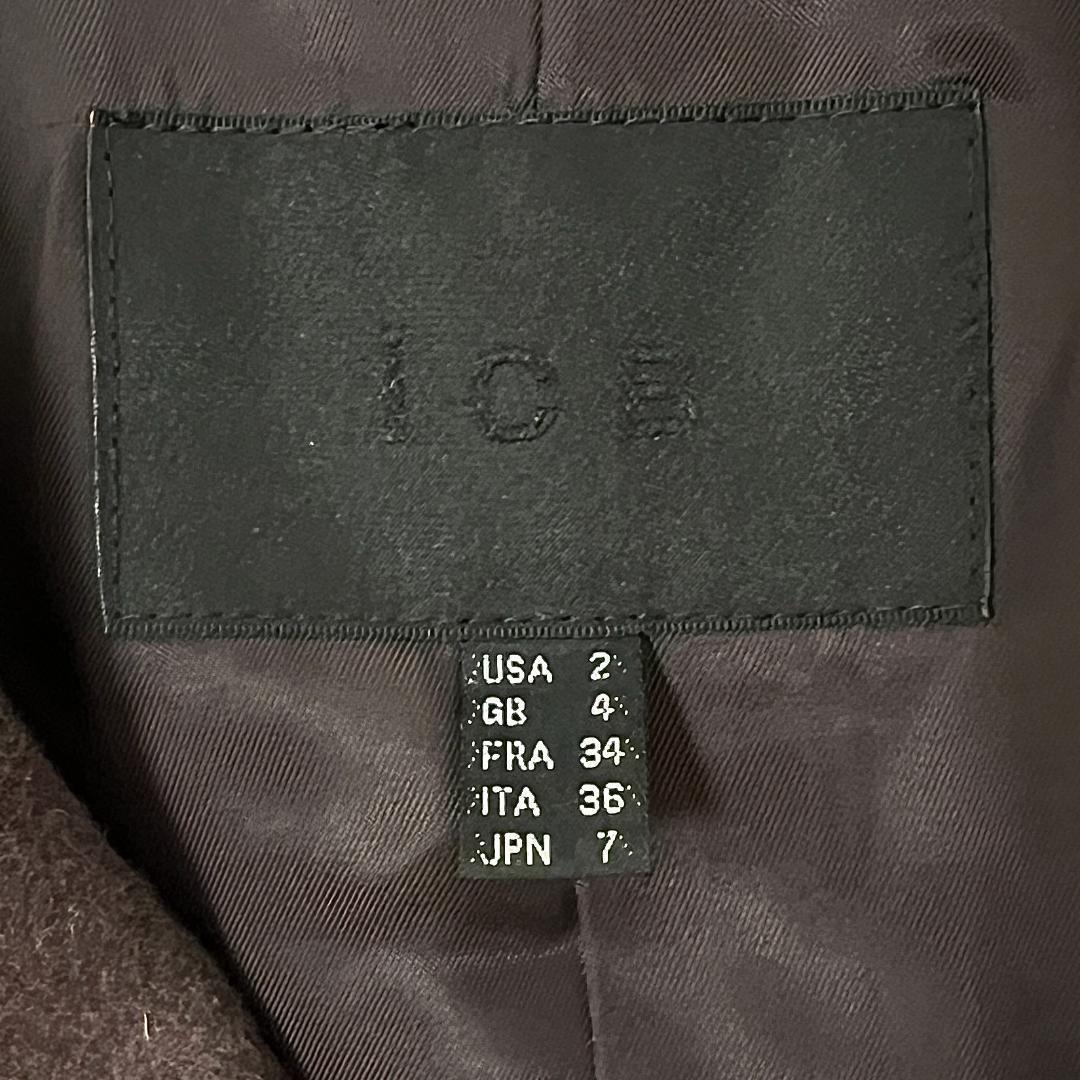 ICB
USA 2
GB 4
FRA 34
ITA 36
JPN 7